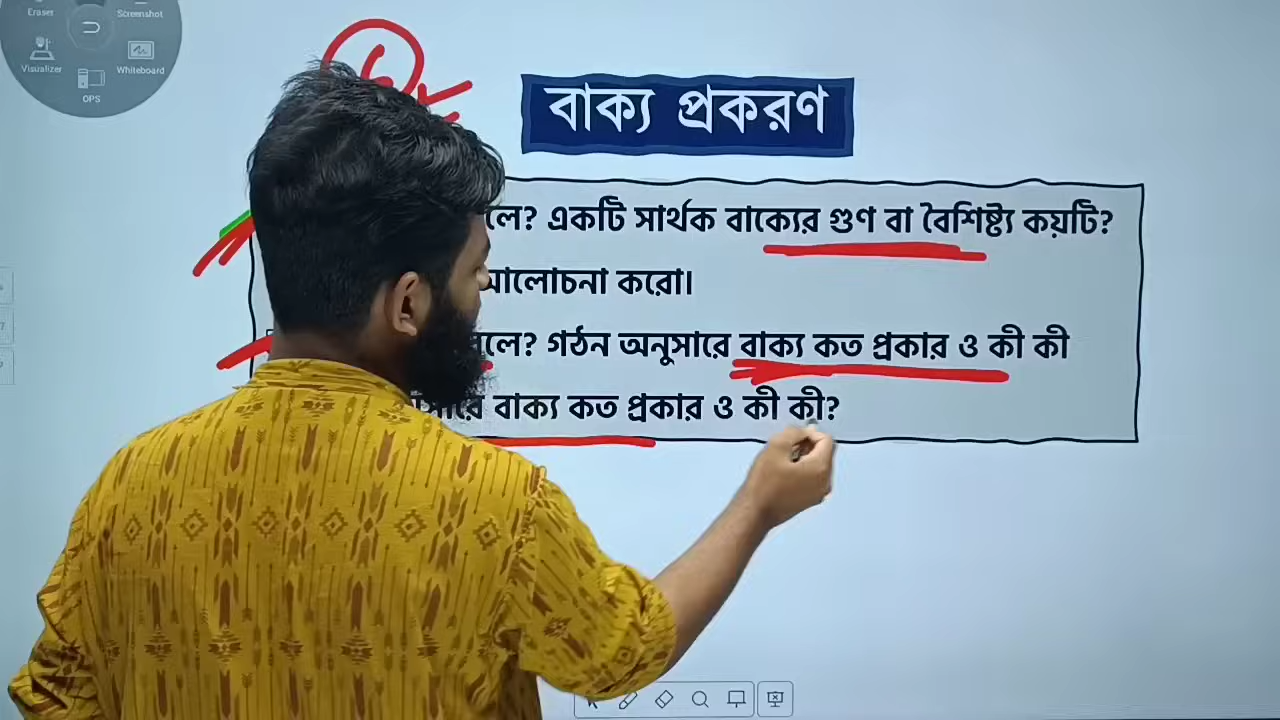 Eraser
Screenshot
Visualizer
Whiteboard
OPS
বাক্য প্রকরণ
একটি সার্থক বাক্যের গুণ বা বৈশিষ্ট্য কয়টি?
আলোচনা করো।
গঠন অনুসারে বাক্য কত প্রকার ও কী কী
বাক্য কত প্রকার ও কী কী?